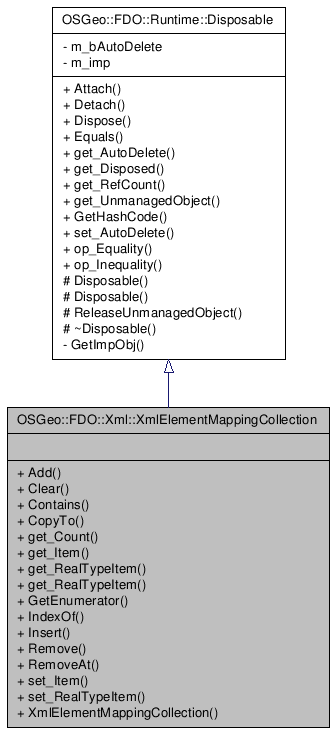 OSGeo::FDO::Runtime::Disposable
- m_bAutoDelete
- m_imp
+ Attach()
+ Detach()
+ Dispose()
+ Equals()
+ get_AutoDelete()
+ get_Disposed()
+ get_RefCount()
+ get_UnmanagedObject()
+ GetHashCode()
+ set_AutoDelete()
+ op_Equality()
+ op_Inequality()
# Disposable()
# Disposable()
# ReleaseUnmanagedObject()
# ~Disposable()
- GetImpObj()
OSGeo::FDO::Xml::XmlElementMappingCollection
+ Add()
+ Clear()
+ Contains()
+ CopyTo()
+ get_Count()
+ get_Item()
+ get_RealTypeItem()
+ get_RealTypeItem()
+ GetEnumerator()
+ IndexOf()
+ Insert()
+ Remove()
+ RemoveAt()
+ set_Item()
+ set_RealTypeItem()
+ XmlElementMappingCollection()